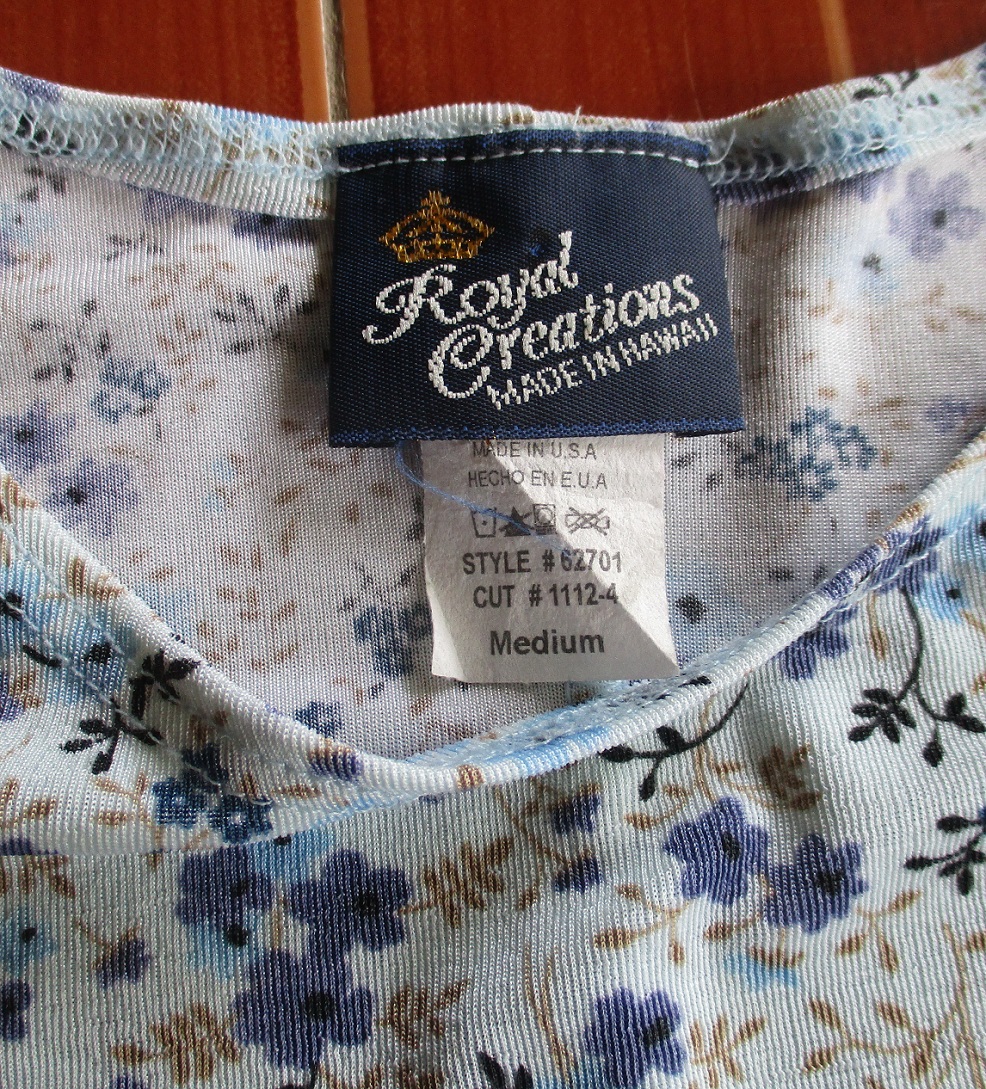 Royal
Creations
MADE IN HAWAII
MADE IN U.S.A
HECHO EN E.U.A
STYLE # 62701
CUT # 1112-4
Medium